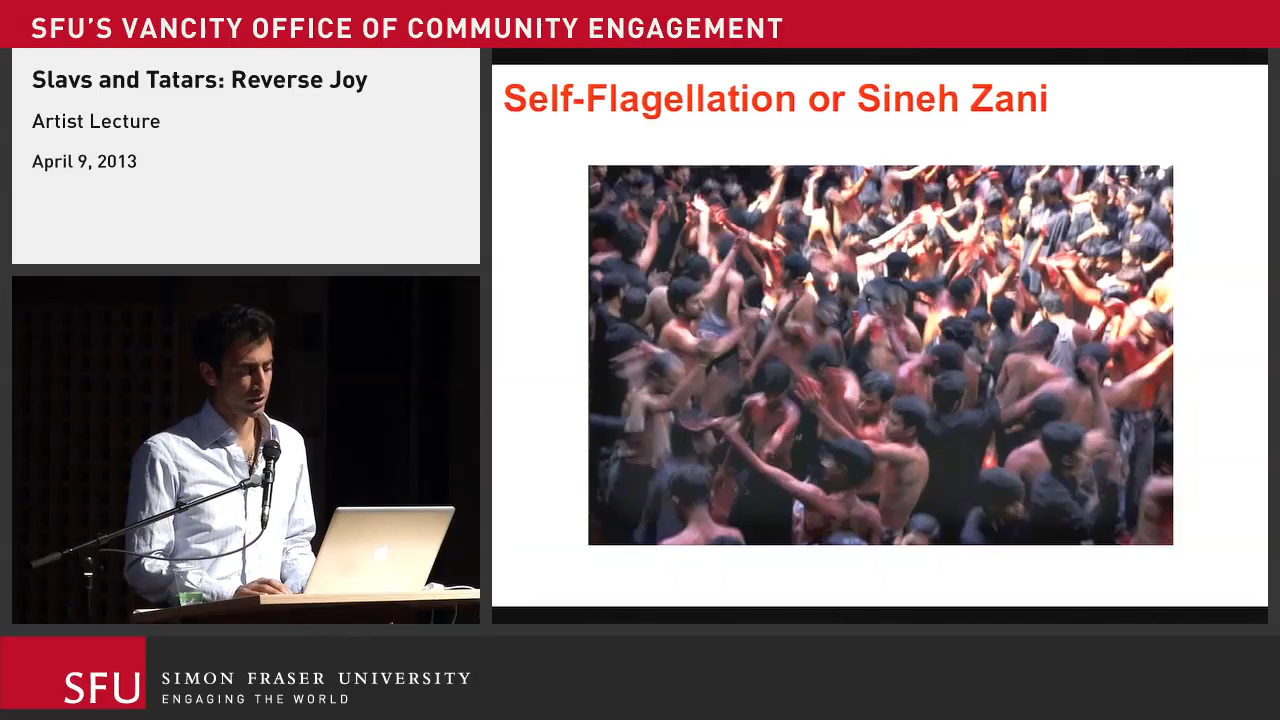 SFU'S VANCITY OFFICE OF COMMUNITY ENGAGEMENT
Slavs and Tatars: Reverse Joy
Artist Lecture
April 9, 2013
Self-Flagellation or Sineh Zani
SFU
SIMON FRASER UNIVERSITY
ENGAGING THE WORLD